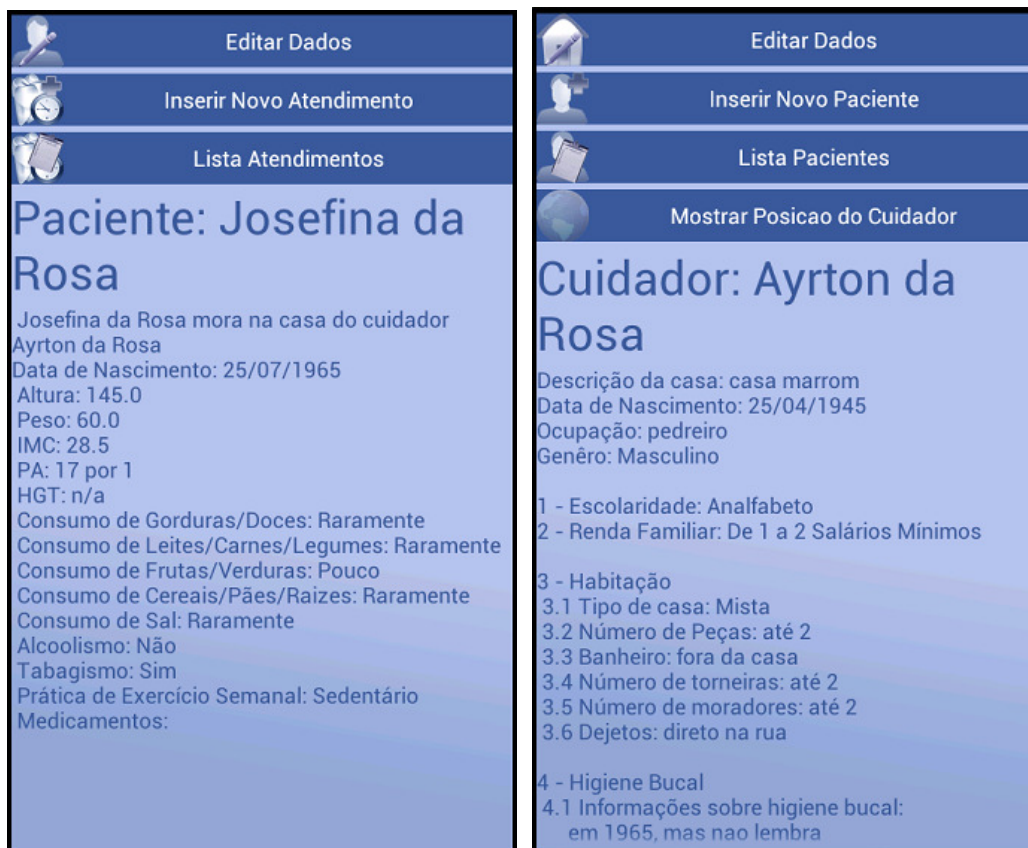 Editar Dados
Inserir Novo Atendimento
Lista Atendimentos
Paciente: Josefina da
Rosa
Josefina da Rosa mora na casa do cuidador
Ayrton da Rosa
Data de Nascimento: 25/07/1965
Altura: 145.0
Peso: 60.0
IMC: 28.5
PA: 17 por 1
HGT: n/a
Consumo de Gorduras/Doces: Raramente
Consumo de Leites/Carnes/Legumes: Raramente
Consumo de Frutas/Verduras: Pouco
Consumo de Cereais/Pães/Raizes: Raramente
Consumo de Sal: Raramente
Alcoolismo: Não
Tabagismo: Sim
Prática de Exercício Semanal: Sedentário
Medicamentos:
Editar Dados
Inserir Novo Paciente
Lista Pacientes
Mostrar Posicao do Cuidador
Cuidador: Ayrton da
Rosa
Descrição da casa: casa marrom
Data de Nascimento: 25/04/1945
Ocupação: pedreiro
Genêro: Masculino
1 - Escolaridade: Analfabeto
2 - Renda Familiar: De 1 a 2 Salários Mínimos
3 - Habitação
3.1 Tipo de casa: Mista
3.2 Número de Peças: até 2
3.3 Banheiro: fora da casa
3.4 Número de torneiras: até 2
3.5 Número de moradores: até 2
3.6 Dejetos: direto na rua
4 - Higiene Bucal
4.1 Informações sobre higiene bucal:
em 1965, mas nao lembra